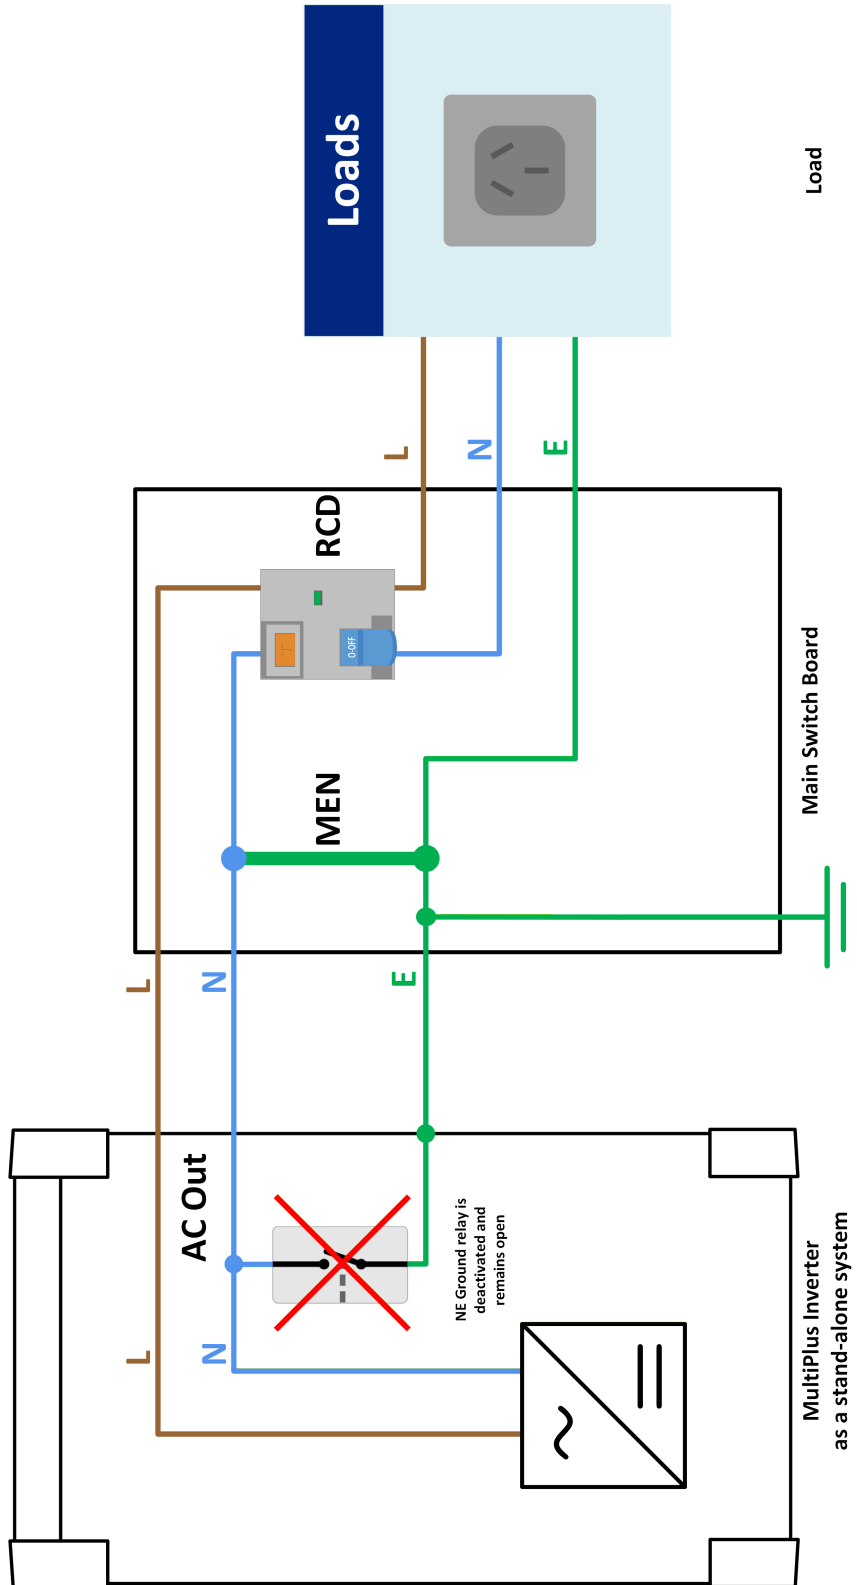 Loads
Load
L
N
E
RCD
O-OFF
T
MEN
Main Switch Board
L
N
E
AC Out
NE Ground relay is
deactivated and
remains open
L
N
MultiPlus Inverter
as a stand-alone system